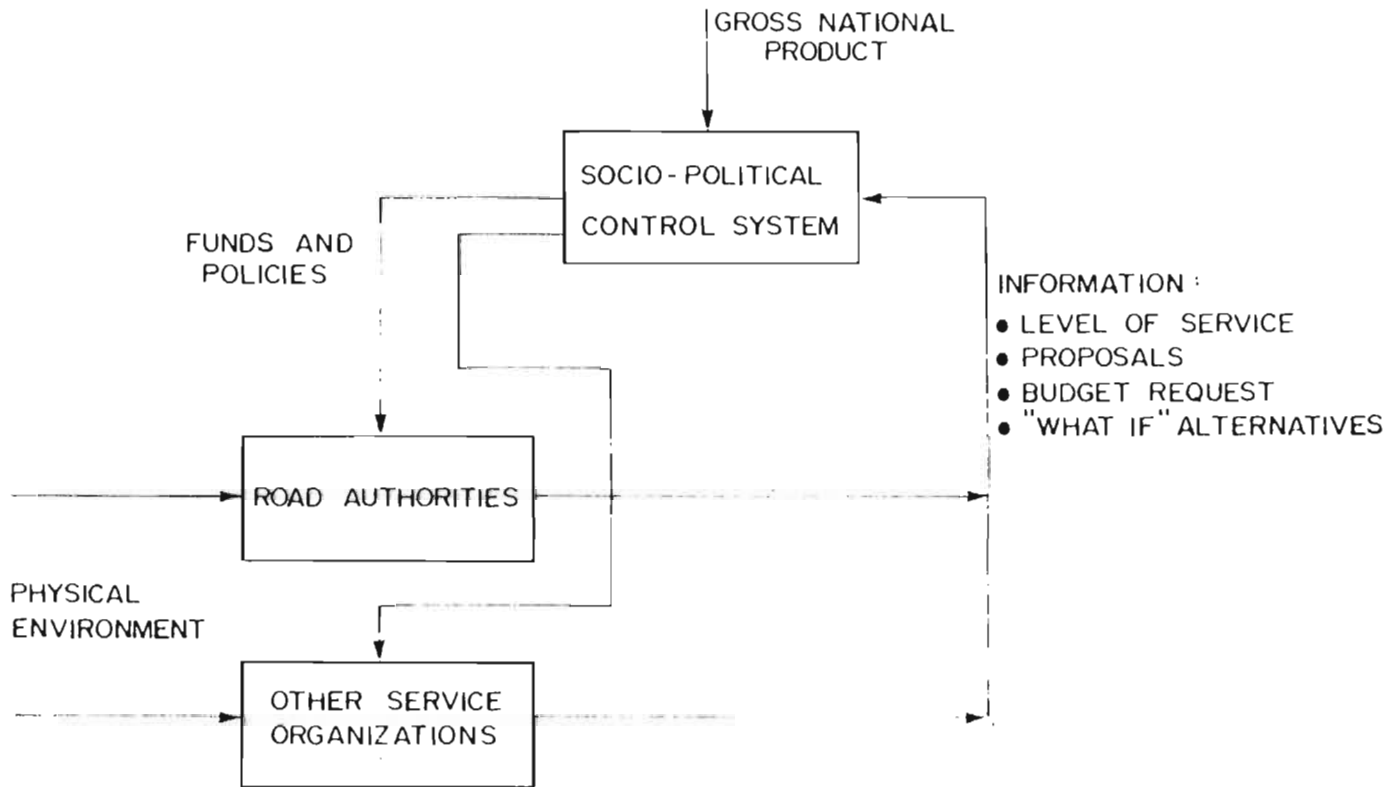 GROSS NATIONAL
PRODUCT
SOCIO-POLITICAL
CONTROL SYSTEM
FUNDS AND
POLICIES
INFORMATION :
• LEVEL OF SERVICE
• PROPOSALS
• BUDGET REQUEST
• "WHAT IF" ALTERNATIVES
ROAD AUTHORITIES
PHYSICAL
ENVIRONMENT
OTHER SERVICE
ORGANIZATIONS